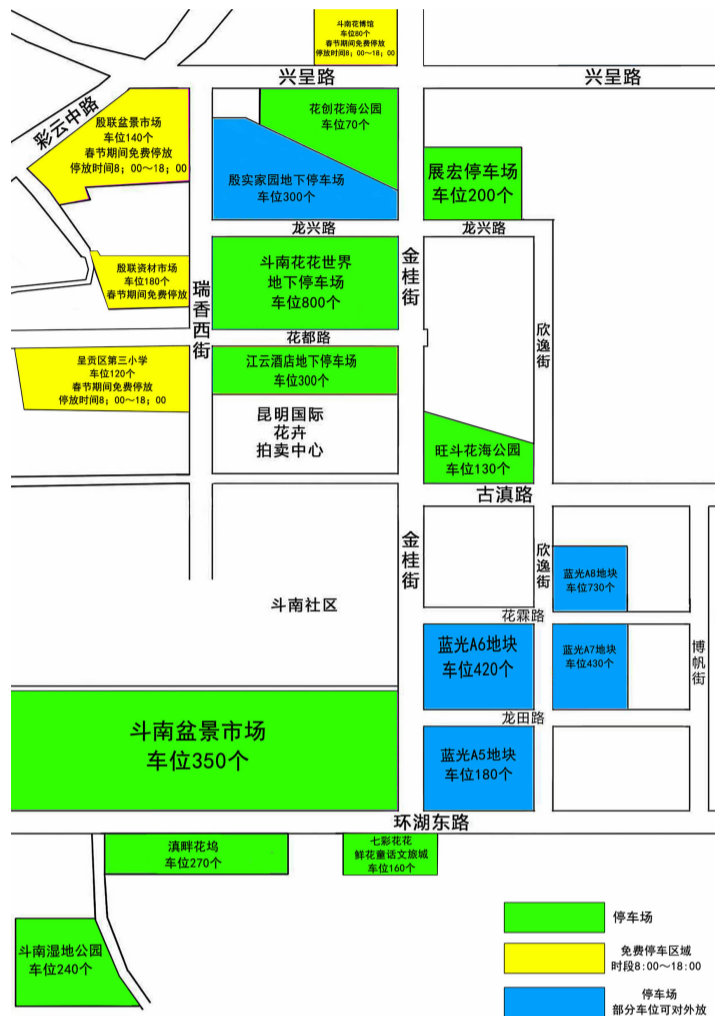 斗南花博馆
车位80个
春节期间免费停放
停放时间8；00～18；00
兴呈路
兴呈路
彩云中路
殷联盆景市场
车位140个
春节期间免费停放
停放时间8；00～18；00
花创花海公园
车位70个
殷实家园地下停车场
车位300个
展宏停车场
车位200个
龙兴路
龙兴路
殷联资材市场
车位180个
春节期间免费停放
瑞香西街
斗南花花世界
地下停车场
车位800个
金桂街
欣逸街
花都路
呈贡区第三小学
车位120个
春节期间免费停放
停放时间8；00～18；00
江云酒店地下停车场
车位300个
昆明国际
花卉
拍卖中心
旺斗花海公园
车位130个
古滇路
金桂街
欣逸街
蓝光A8地块
车位730个
斗南社区
花霖路
蓝光A6地块
车位420个
蓝光A7地块
车位430个
博帆街
龙田路
斗南盆景市场
车位350个
蓝光A5地块
车位180个
环湖东路
滇畔花坞
车位270个
七彩花花
鲜花童话文旅城
车位160个
斗南湿地公园
车位240个
停车场
免费停车区域
时段8:00～18:00
停车场
部分车位可对外放